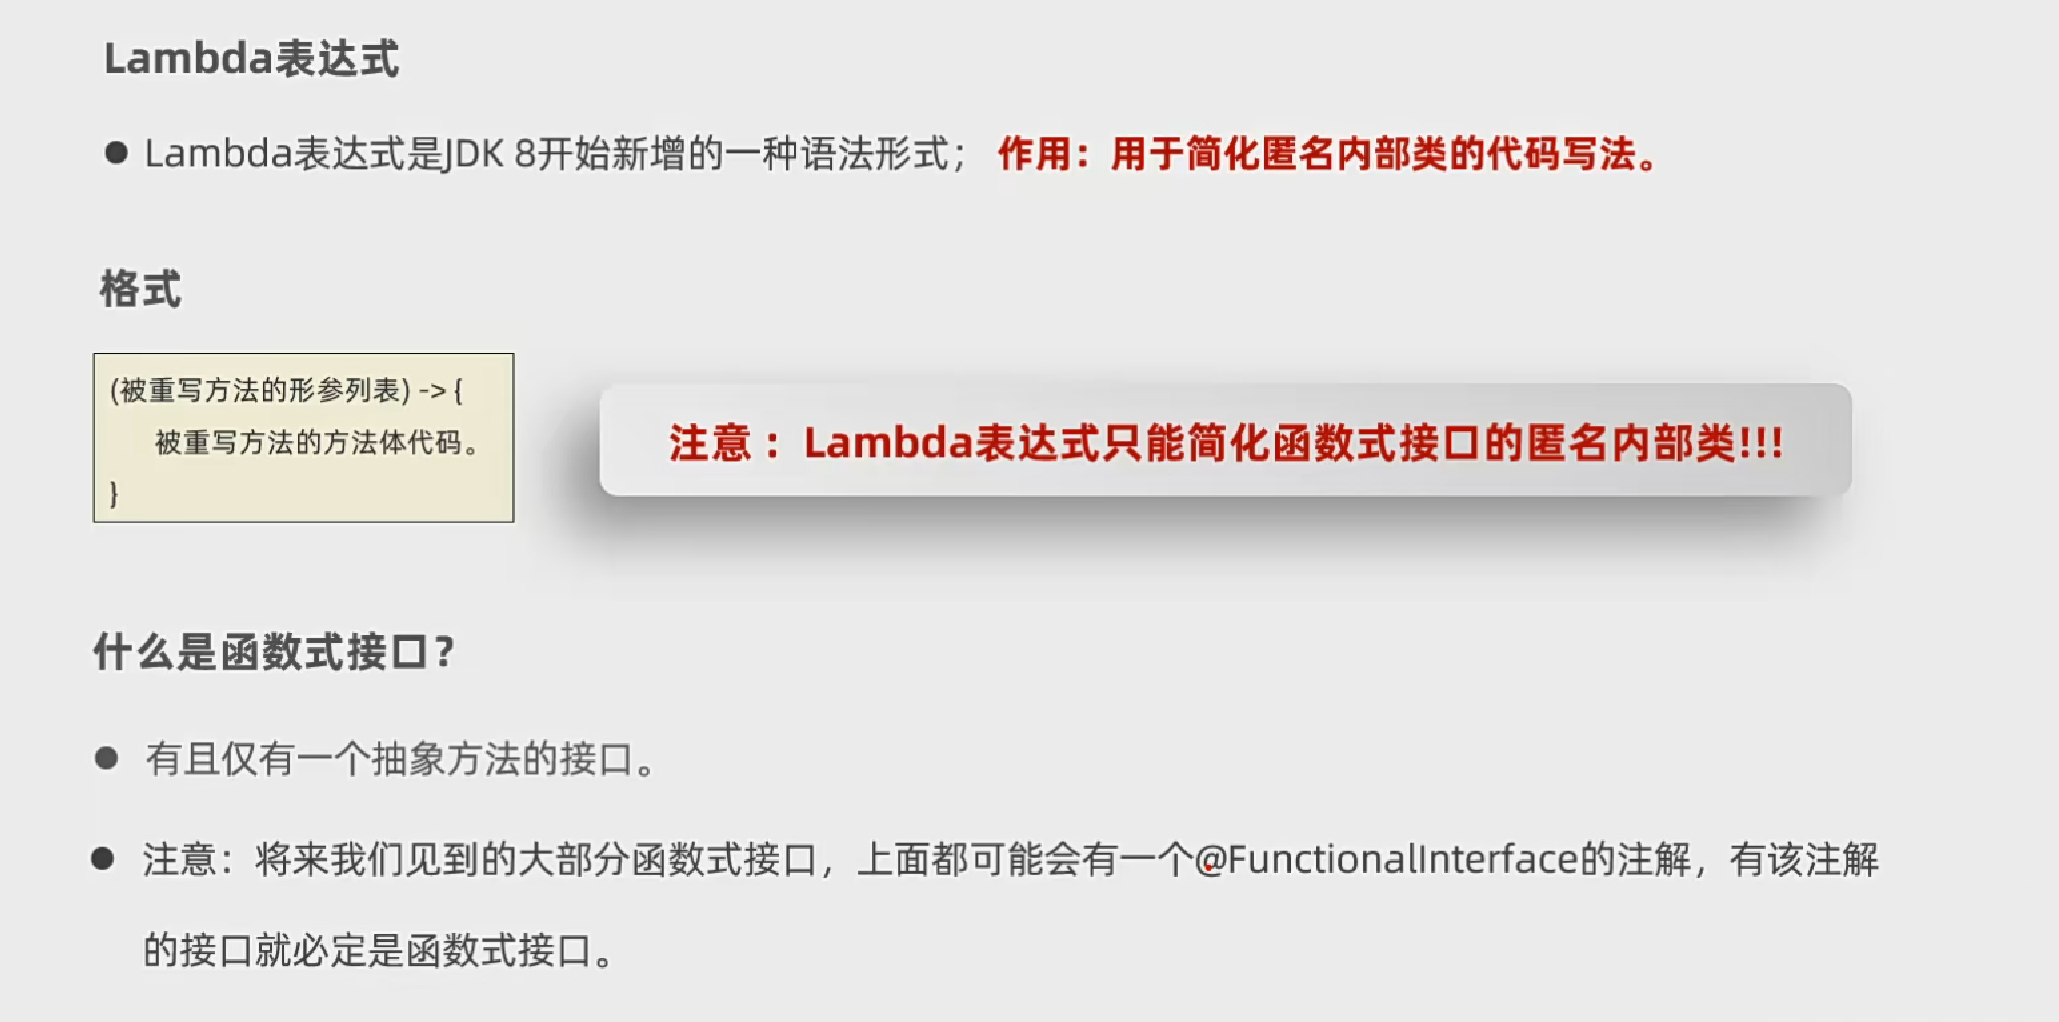 Lambda表达式
● Lambda表达式是JDK 8开始新增的一种语法形式；作用：用于简化匿名内部类的代码写法。
格式
(被重写方法的形参列表) -> {
被重写方法的方法体代码。
}
注意：Lambda表达式只能简化函数式接口的匿名内部类!!!
什么是函数式接口？
● 有且仅有一个抽象方法的接口。
● 注意：将来我们见到的大部分函数式接口，上面都可能会有一个@FunctionalInterface的注解，有该注解
的接口就必定是函数式接口。